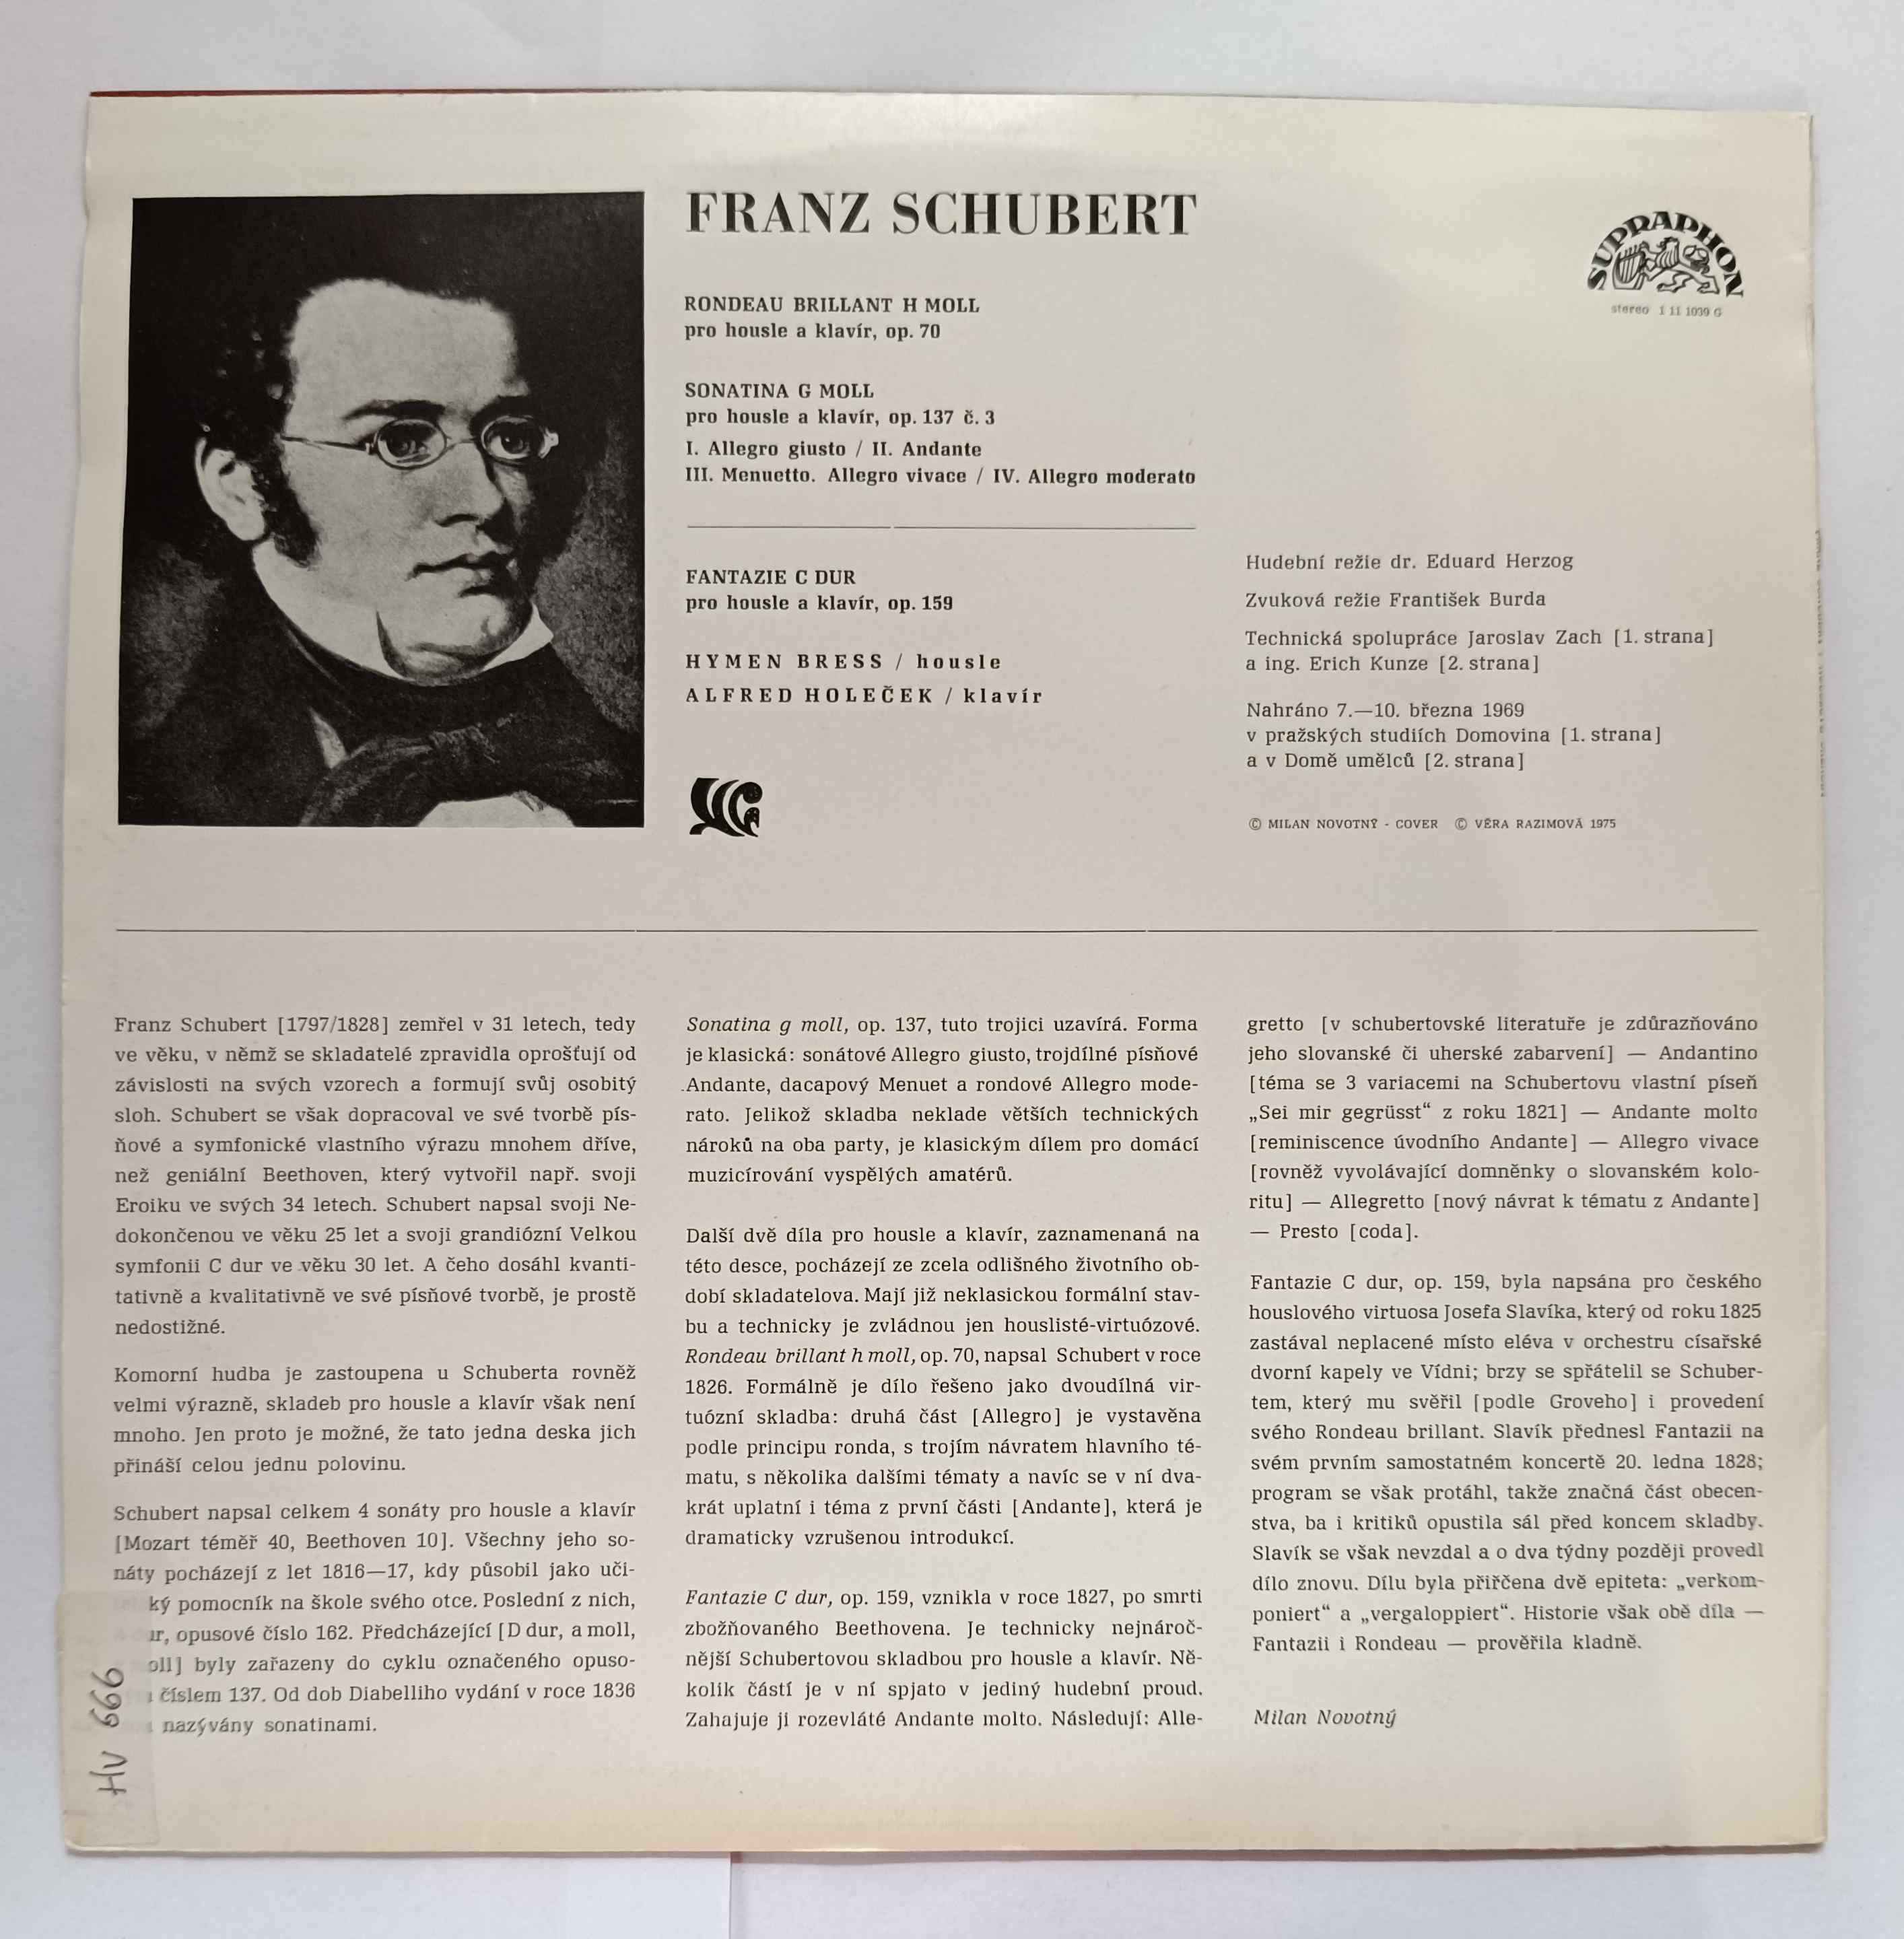 FRANZ SCHUBERT
SUPRAPHON
stereo 1 11 1039 G
RONDEAU BRILLANT H MOLL
pro housle a klavír, op. 70
SONATINA G MOLL
pro housle a klavír, op. 137 č. 3
I. Allegro giusto / II. Andante
III. Menuetto. Allegro vivace / IV. Allegro moderato
FANTAZIE C DUR
pro housle a klavír, op. 159
HYMEN BRESS / housle
ALFRED HOLEČEK / klavír
Hudební režie dr. Eduard Herzog
Zvuková režie František Burda
Technická spolupráce Jaroslav Zach [1. strana]
a ing. Erich Kunze [2. strana]
Nahráno 7.—10. března 1969
v pražských studiích Domovina [1. strana]
a v Domě umělců [2. strana]
© MILAN NOVOTNÝ - COVER © VĚRA RAZIMOVÁ 1975
Franz Schubert [1797/1828] zemřel v 31 letech, tedy
ve věku, v němž se skladatelé zpravidla oprošťují od
závislosti na svých vzorech a formují svůj osobitý
sloh. Schubert se však dopracoval ve své tvorbě pís-
ňové a symfonické vlastního výrazu mnohem dříve,
než geniální Beethoven, který vytvořil např. svoji
Eroiku ve svých 34 letech. Schubert napsal svoji Ne-
dokončenou ve věku 25 let a svoji grandiózní Velkou
symfonii C dur ve věku 30 let. A čeho dosáhl kvanti-
tativně a kvalitativně ve své písňové tvorbě, je prostě
nedostižné.
Komorní hudba je zastoupena u Schuberta rovněž
velmi výrazně, skladeb pro housle a klavír však není
mnoho. Jen proto je možné, že tato jedna deska jich
přináší celou jednu polovinu.
Schubert napsal celkem 4 sonáty pro housle a klavír
[Mozart téměř 40, Beethoven 10]. Všechny jeho so-
náty pocházejí z let 1816—17, kdy působil jako uči-
ký pomocník na škole svého otce. Poslední z nich,
ur, opusové číslo 162. Předcházející [D dur, a moll,
oll] byly zařazeny do cyklu označeného opuso-
číslem 137. Od dob Diabelliho vydání v roce 1836
nazývány sonatinami.
HV 666
Sonatina g moll, op. 137, tuto trojici uzavírá. Forma
je klasická: sonátové Allegro giusto, trojdílné písňové
Andante, dacapový Menuet a rondové Allegro mode-
rato. Jelikož skladba neklade větších technických
nároků na oba party, je klasickým dílem pro domácí
muzicírování vyspělých amatérů.
Další dvě díla pro housle a klavír, zaznamenaná na
této desce, pocházejí ze zcela odlišného životního ob-
dobí skladatelova. Mají již neklasickou formální stav-
bu a technicky je zvládnou jen houslisté-virtuózové.
Rondeau brillant h moll, op. 70, napsal Schubert v roce
1826. Formálně je dílo řešeno jako dvoudílná vir-
tuózní skladba: druhá část [Allegro] je vystavěna
podle principu ronda, s trojím návratem hlavního té-
matu, s několika dalšími tématy a navíc se v ní dva-
krát uplatní i téma z první části [Andante], která je
dramaticky vzrušenou introdukcí.
Fantazie C dur, op. 159, vznikla v roce 1827, po smrti
zbožňovaného Beethovena. Je technicky nejnároč-
nější Schubertovou skladbou pro housle a klavír. Ně-
kolik částí je v ní spjato v jediný hudební proud.
Zahajuje ji rozevláté Andante molto. Následují: Alle-
gretto [v schubertovské literatuře je zdůrazňováno
jeho slovanské či uherské zabarvení] — Andantino
[téma se 3 variacemi na Schubertovu vlastní píseň
„Sei mir gegrüsst“ z roku 1821] — Andante molto
[reminiscence úvodního Andante] — Allegro vivace
[rovněž vyvolávající domněnky o slovanském kolo-
ritu] — Allegretto [nový návrat k tématu z Andante]
— Presto [coda].
Fantazie C dur, op. 159, byla napsána pro českého
houslového virtuosa Josefa Slavíka, který od roku 1825
zastával neplacené místo eléva v orchestru císařské
dvorní kapely ve Vídni; brzy se spřátelil se Schuber-
tem, který mu svěřil [podle Groveho] i provedení
svého Rondeau brillant. Slavík přednesl Fantazii na
svém prvním samostatném koncertě 20. ledna 1828;
program se však protáhl, takže značná část obecen-
stva, ba i kritiků opustila sál před koncem skladby.
Slavík se však nevzdal a o dva týdny později provedl
dílo znovu. Dílu byla přiřčena dvě epiteta: „verkom-
poniert“ a „vergaloppiert“. Historie však obě díla —
Fantazii i Rondeau — prověřila kladně.
Milan Novotný